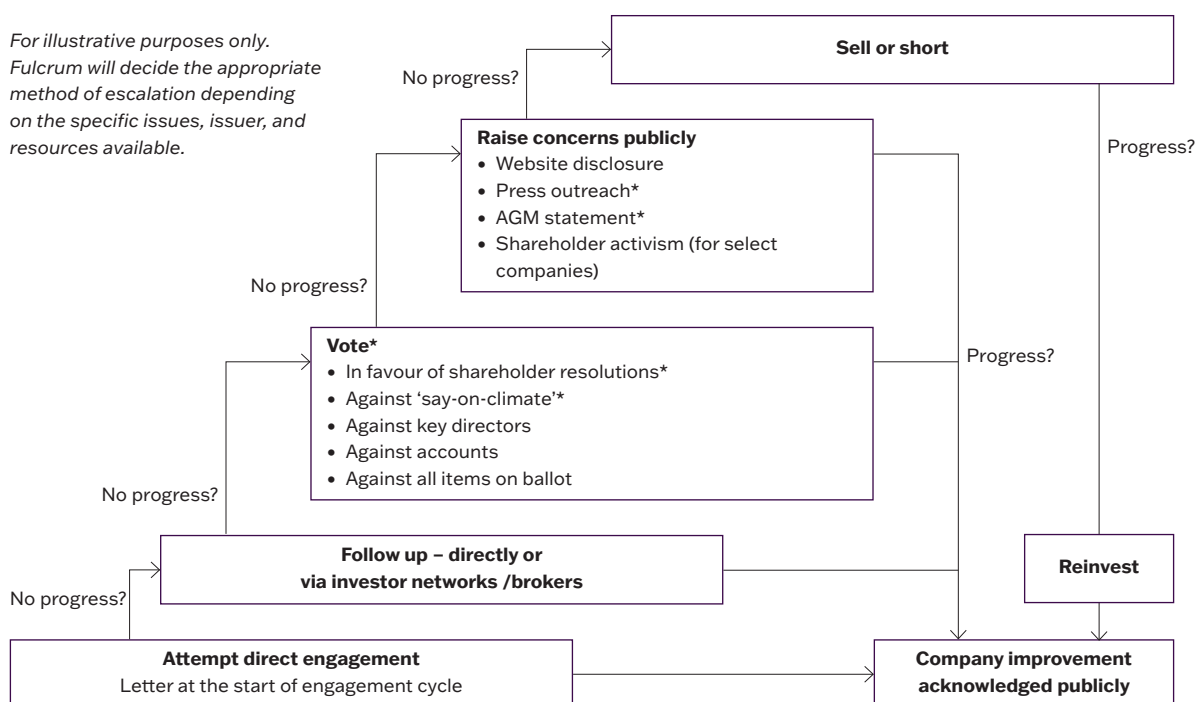 For illustrative purposes only.
Fulcrum will decide the appropriate
method of escalation depending
on the specific issues, issuer, and
resources available.
Sell or short
No progress?
Raise concerns publicly
• Website disclosure
• Press outreach*
• AGM statement*
• Shareholder activism (for select
companies)
Progress?
No progress?
Vote*
• In favour of shareholder resolutions*
• Against ‘say-on-climate’*
• Against key directors
• Against accounts
• Against all items on ballot
Progress?
No progress?
Follow up – directly or
via investor networks /brokers
Reinvest
No progress?
Attempt direct engagement
Letter at the start of engagement cycle
Company improvement
acknowledged publicly